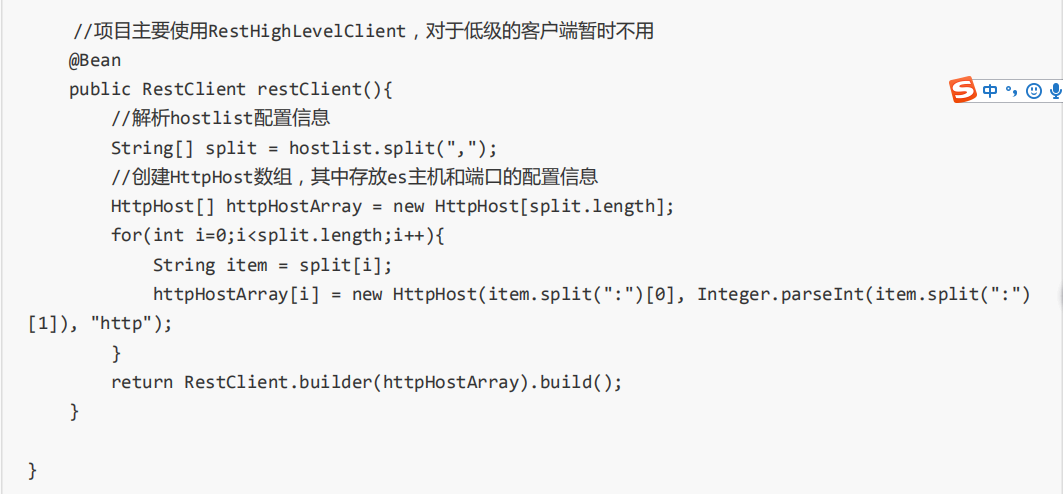 //项目主要使用RestHighLevelClient，对于低级的客户端暂时不用
@Bean
public RestClient restClient(){
//解析hostlist配置信息
String[] split = hostlist.split(",");
//创建HttpHost数组，其中存放es主机和端口的配置信息
HttpHost[] httpHostArray = new HttpHost[split.length];
for(int i=0;i<split.length;i++){
String item = split[i];
httpHostArray[i] = new HttpHost(item.split(":")[0], Integer.parseInt(item.split(":")
[1]), "http");
}
return RestClient.builder(httpHostArray).build();
}
}
S 中 °,